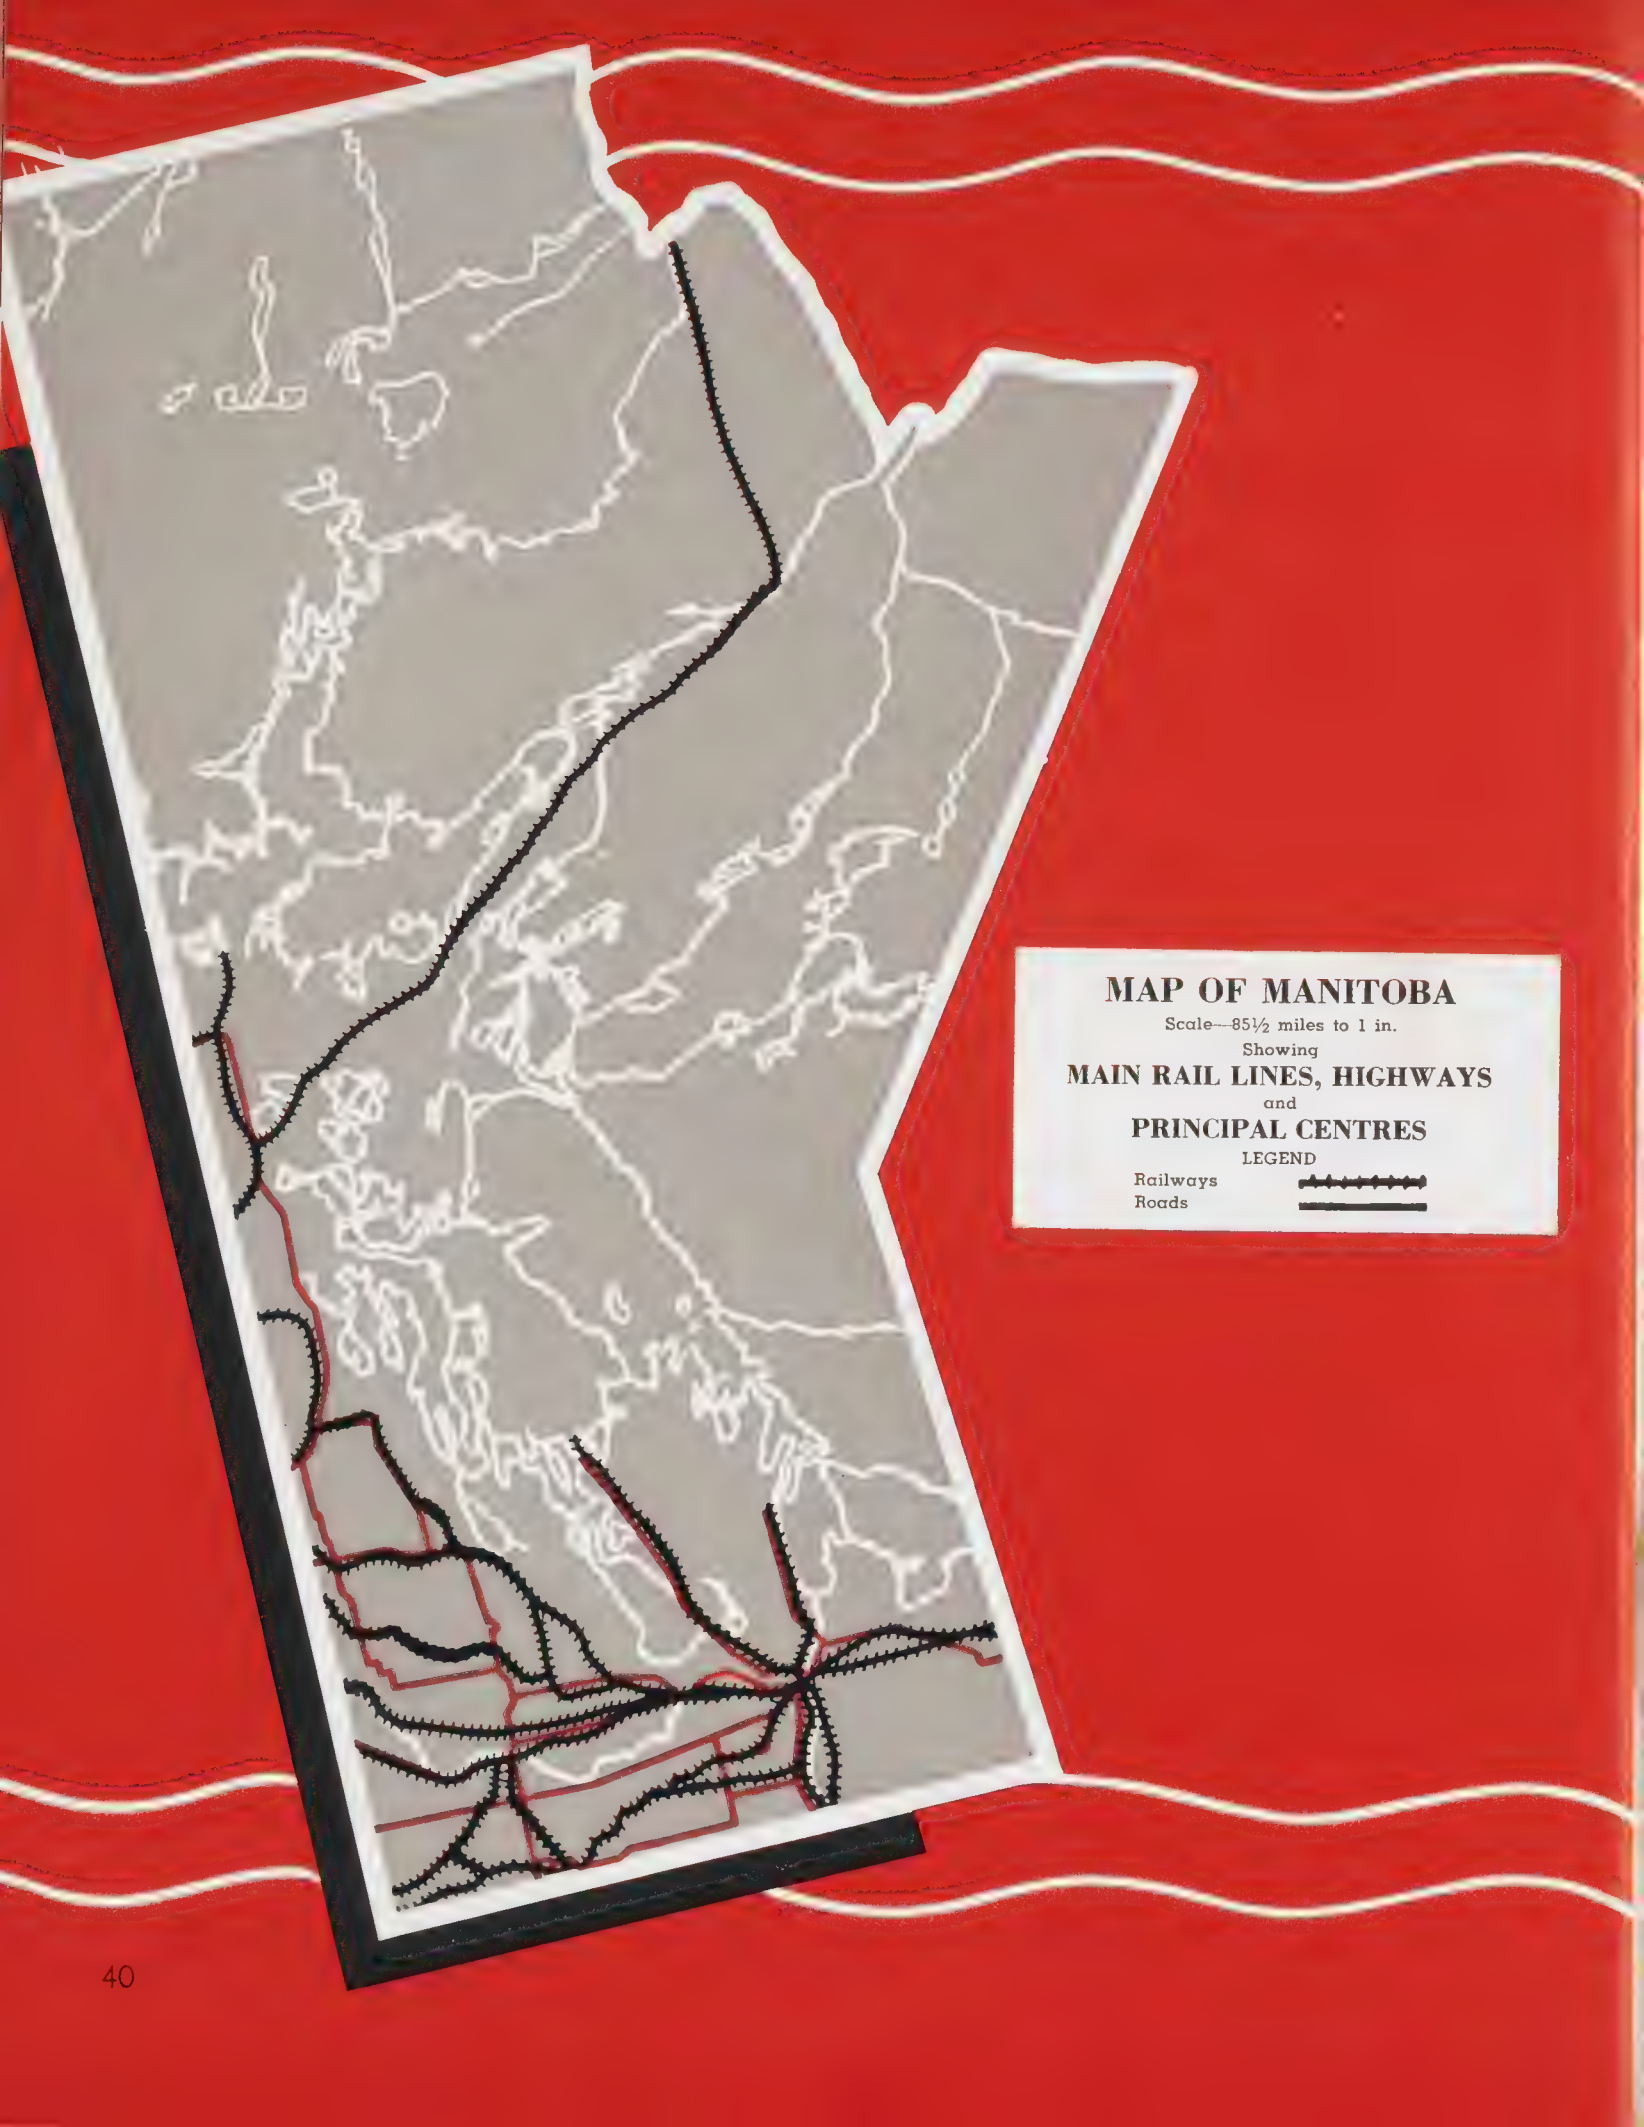 MAP OF MANITOBA
Scale—85½ miles to 1 in.
Showing
MAIN RAIL LINES, HIGHWAYS
and
PRINCIPAL CENTRES
LEGEND
Railways
Roads
40